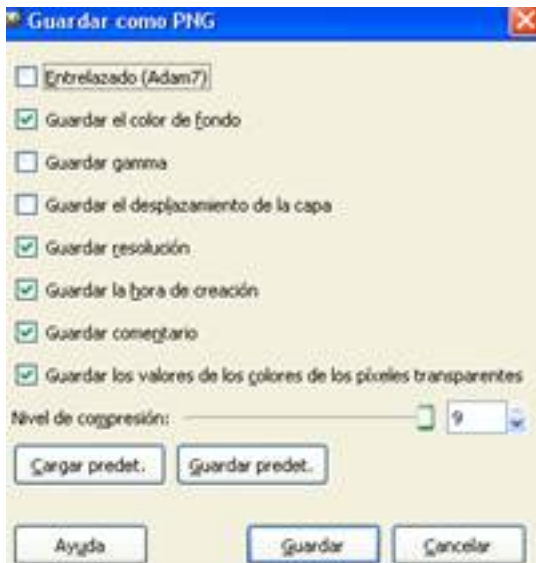 Guardar como PNG
Entrelazado (Adam7)
Guardar el color de fondo
Guardar gamma
Guardar el desplazamiento de la capa
Guardar resolución
Guardar la hora de creación
Guardar comentario
Guardar los valores de los colores de los píxeles transparentes
Nivel de compresión: 9
Cargar predet. Guardar predet.
Ayuda Guardar Cancelar